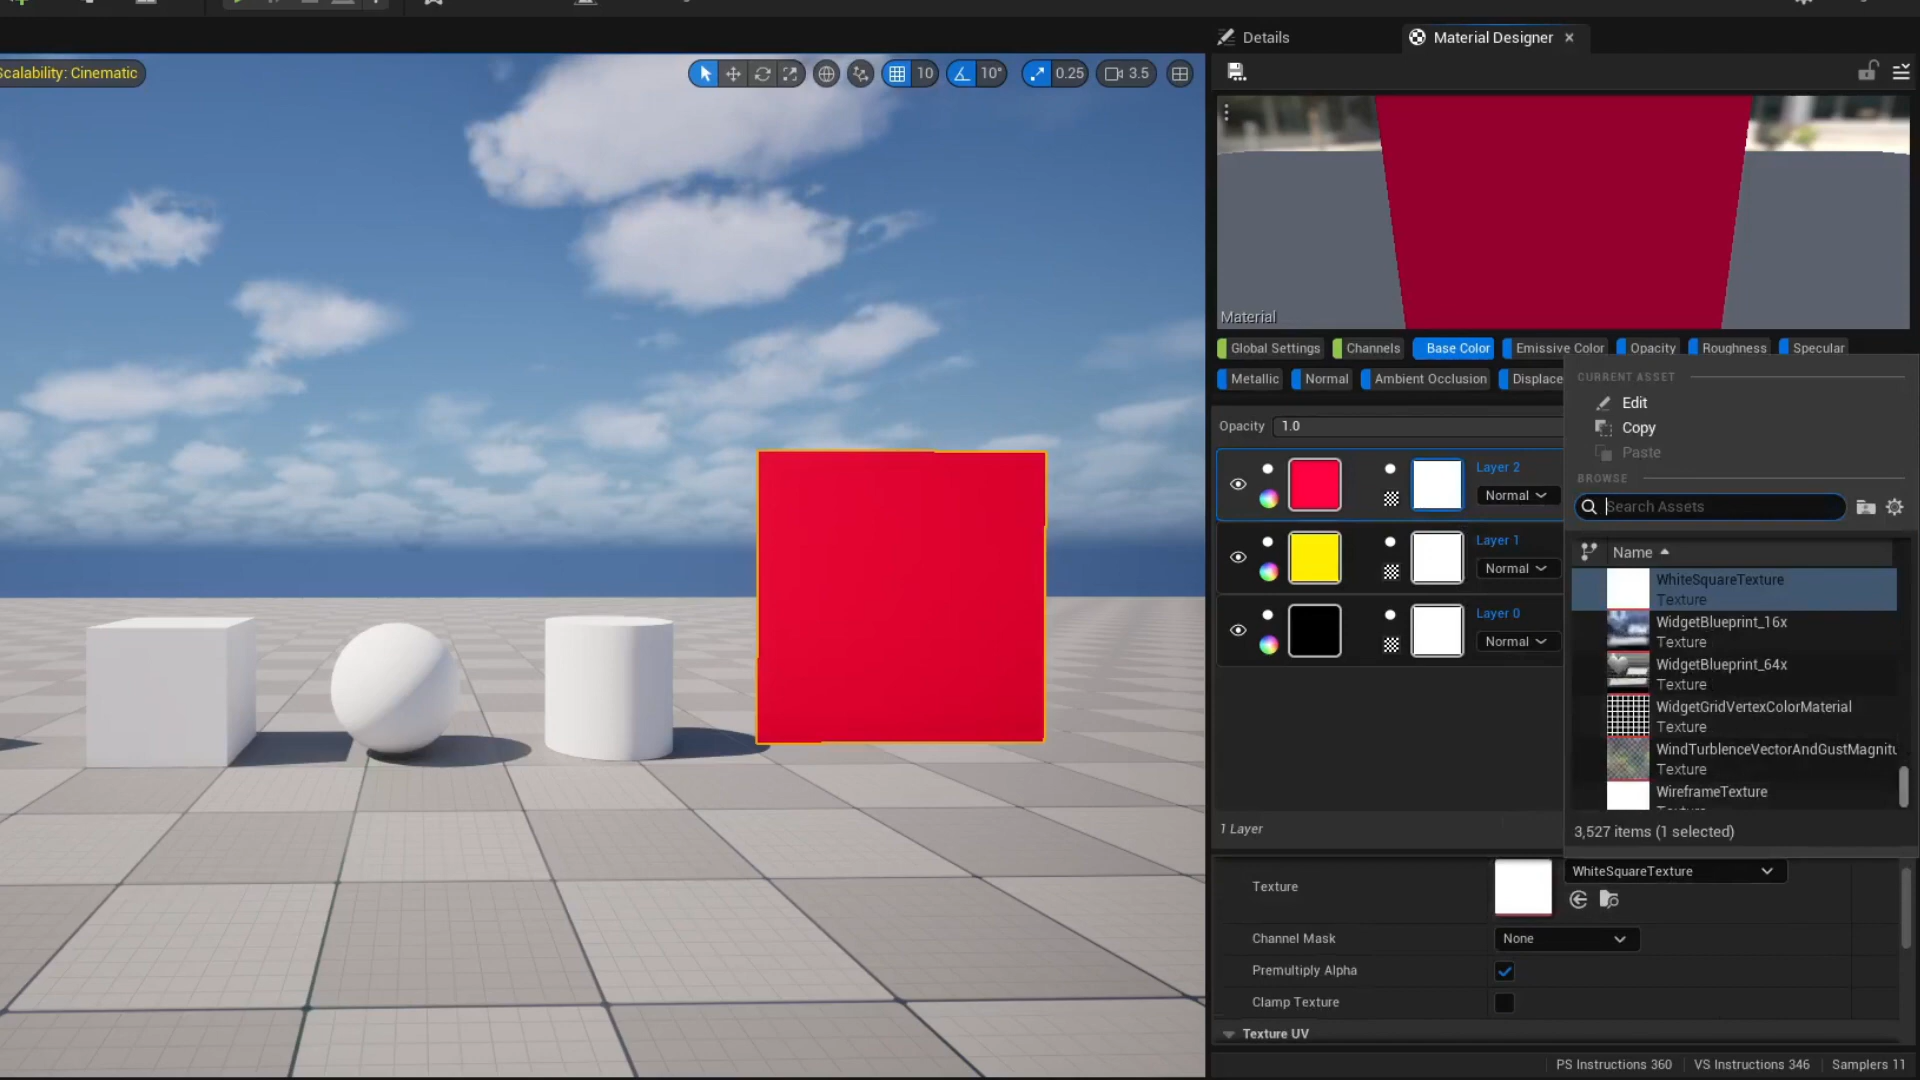 Details
Material Designer
Scalability: Cinematic
10
10°
0.25
3.5
Material
Global Settings
Channels
Base Color
Emissive Color
Opacity
Roughness
Specular
Metallic
Normal
Ambient Occlusion
Displace
CURRENT ASSET
Edit
Copy
Paste
BROWSE
Search Assets
Name
WhiteSquareTexture
Texture
WidgetBlueprint_16x
Texture
WidgetBlueprint_64x
Texture
WidgetGridVertexColorMaterial
Texture
WindTurblenceVectorAndGustMagnitu
Texture
WireframeTexture
3,527 items (1 selected)
Opacity
1.0
Layer 2
Normal
Layer 1
Normal
Layer 0
Normal
1 Layer
Texture
WhiteSquareTexture
Channel Mask
None
Premultiply Alpha
Clamp Texture
Texture UV
PS Instructions 360
VS Instructions 346
Samplers 11